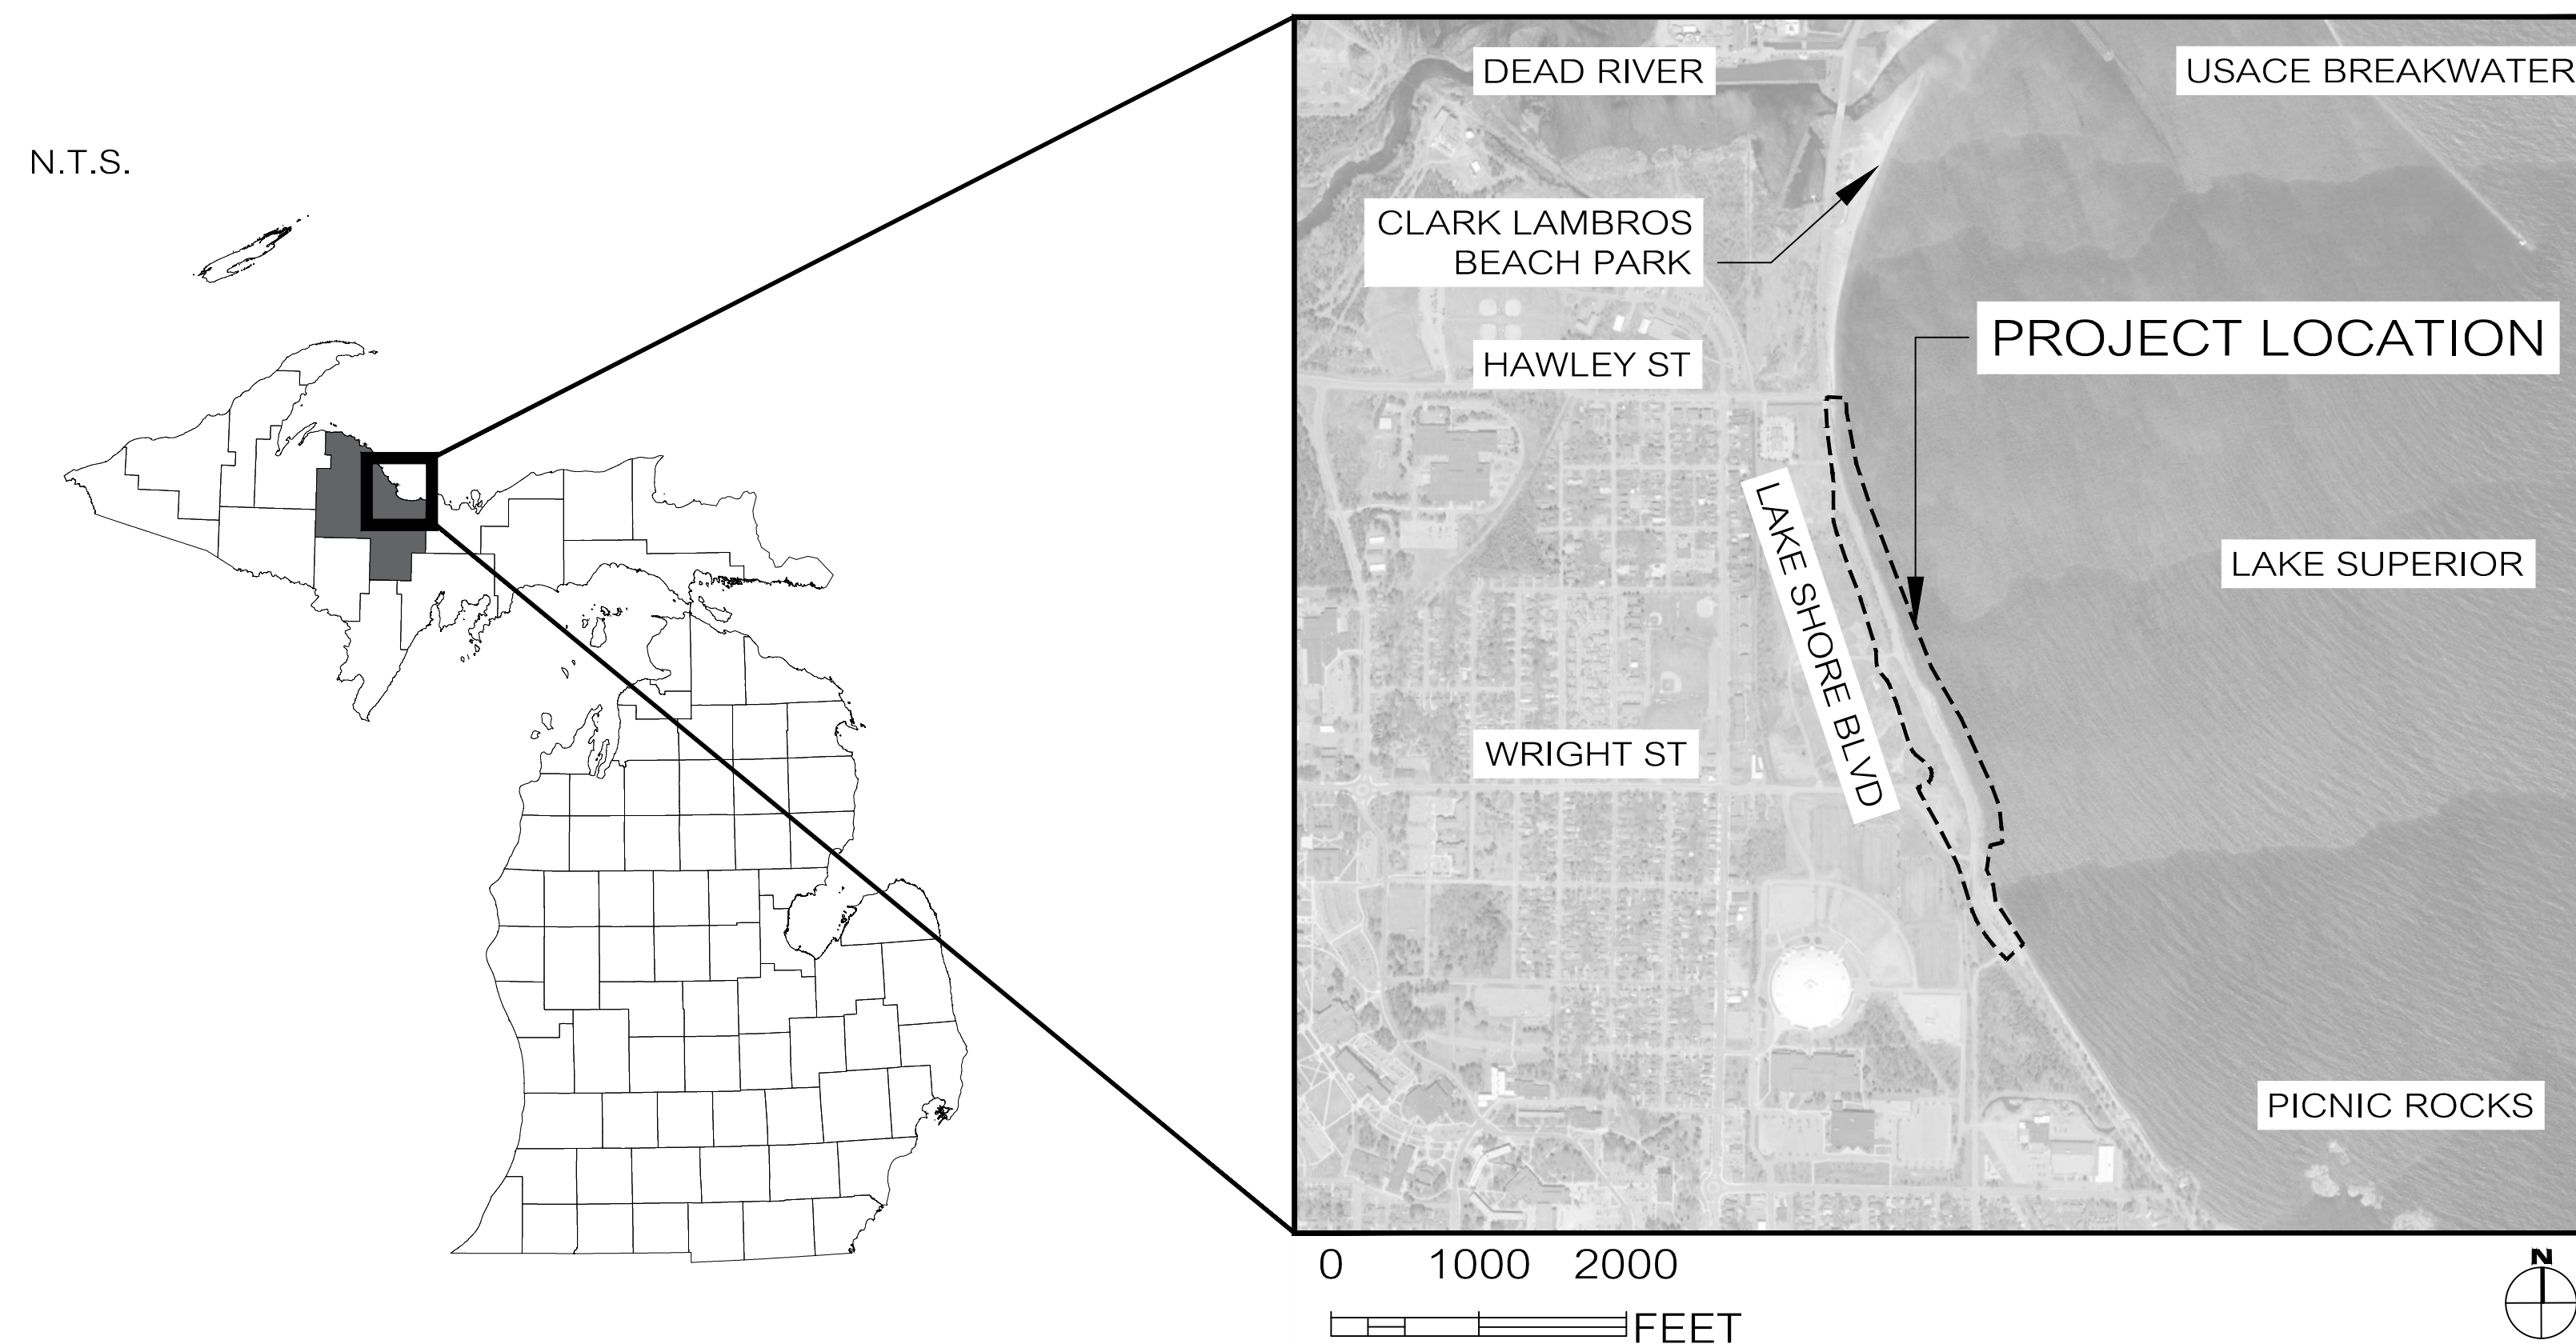 N.T.S.
DEAD RIVER
USACE BREAKWATER
CLARK LAMBROS
BEACH PARK
PROJECT LOCATION
HAWLEY ST
LAKE SHORE BLVD
LAKE SUPERIOR
WRIGHT ST
PICNIC ROCKS
0 1000 2000
FEET
N